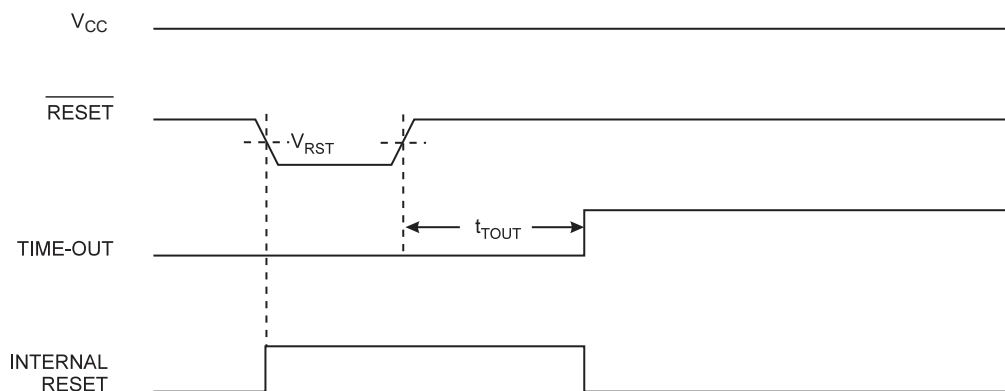 VCC
RESET
VRST
tTOUT
TIME-OUT
INTERNAL
RESET